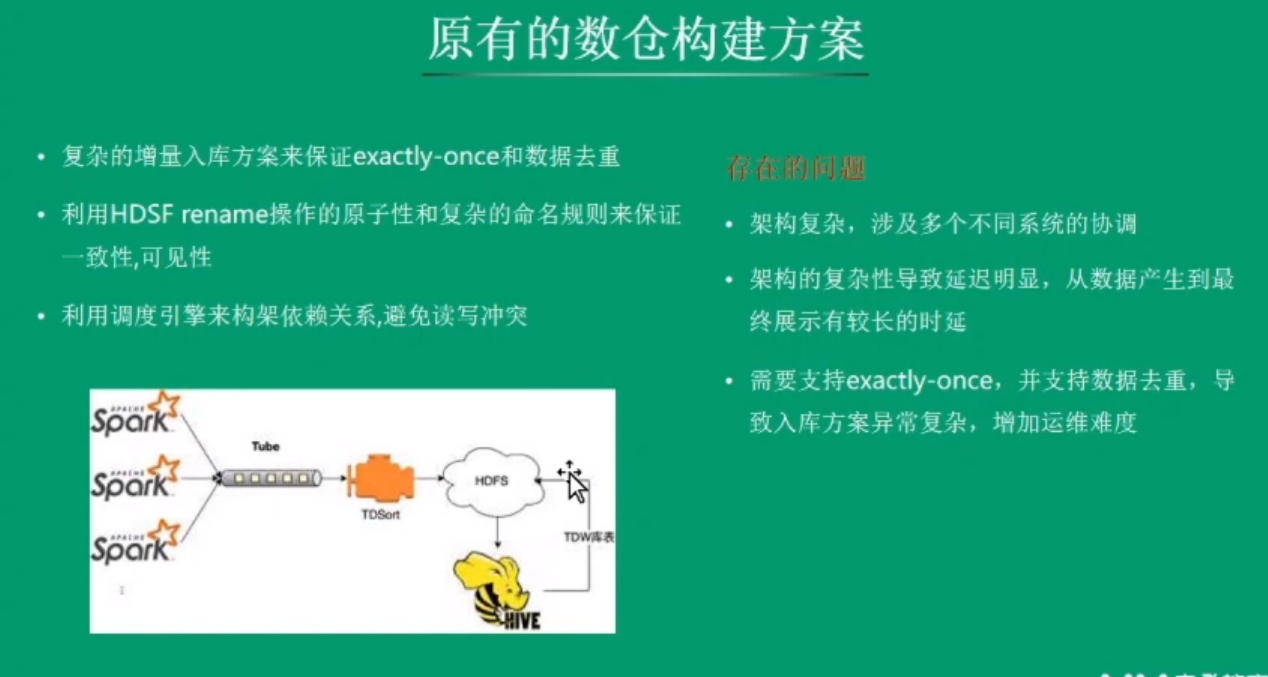 原有的数仓构建方案
• 复杂的增量入库方案来保证exactly-once和数据去重
• 利用HDSF rename操作的原子性和复杂的命名规则来保证
一致性,可见性
• 利用调度引擎来构架依赖关系,避免读写冲突
存在的问题
• 架构复杂，涉及多个不同系统的协调
• 架构的复杂性导致延迟明显，从数据产生到最
终展示有较长的时延
• 需要支持exactly-once，并支持数据去重，导
致入库方案异常复杂，增加运维难度
APACHE
Spark
APACHE
Spark
APACHE
Spark
Tube
TDSort
HDFS
TDW库表
HIVE